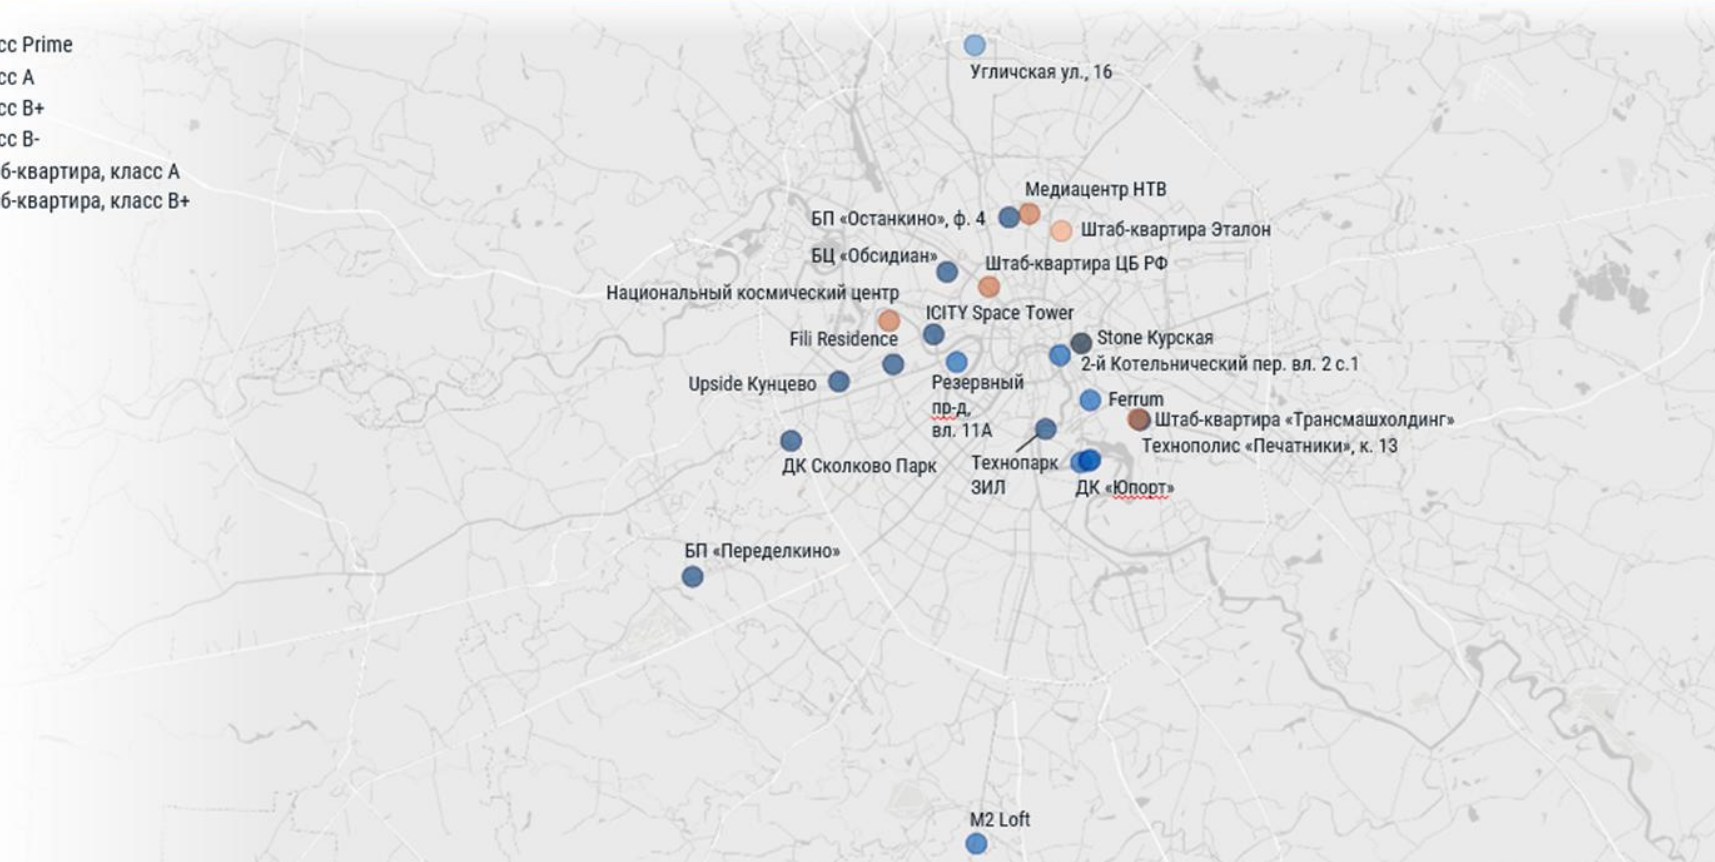 сс Prime
сс А
сс В+
сс В-
б-квартира, класс А
б-квартира, класс В+
Угличская ул., 16
Медиацентр НТВ
БП «Останкино», ф. 4
Штаб-квартира Эталон
БЦ «Обсидиан»
Штаб-квартира ЦБ РФ
Национальный космический центр
ICITY Space Tower
Fili Residence
Stone Курская
2-й Котельнический пер. вл. 2 с.1
Upside Кунцево
Резервный
пр-д,
вл. 11А
Ferrum
Штаб-квартира «Трансмашхолдинг»
Технополис «Печатники», к. 13
ДК Сколково Парк
Технопарк
ЗИЛ
ДК «Юпорт»
БП «Переделкино»
M2 Loft